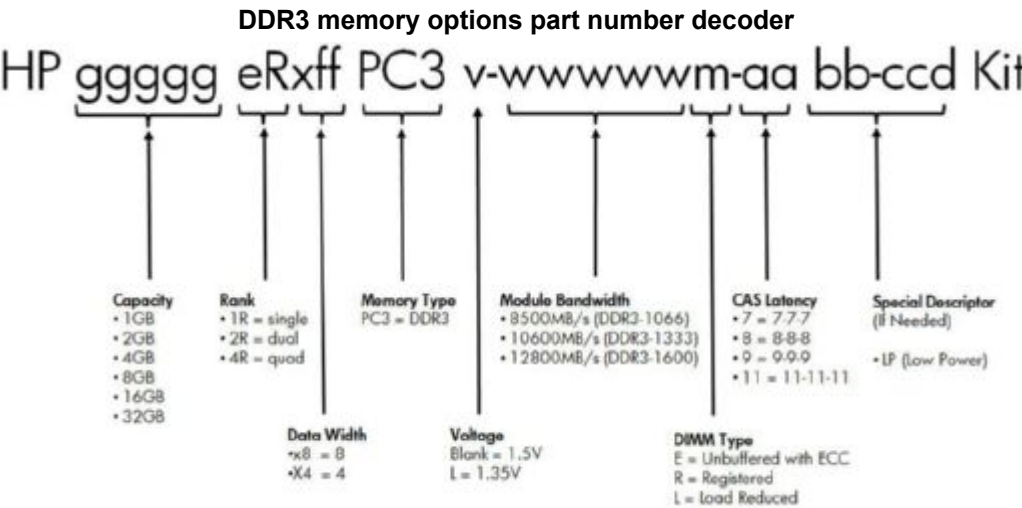 DDR3 memory options part number decoder
HP ggggg eRxff PC3 v-wwwwwm-aa bb-ccd Kit
Capacity
• 1GB
• 2GB
• 4GB
• 8GB
• 16GB
• 32GB
Rank
• 1R = single
• 2R = dual
• 4R = quad
Memory Type
PC3 = DDR3
Module Bandwidth
• 8500MB/s (DDR3-1066)
• 10600MB/s (DDR3-1333)
• 12800MB/s (DDR3-1600)
CAS Latency
• 7 = 7-7-7
• 8 = 8-8-8
• 9 = 9-9-9
• 11 = 11-11-11
Special Descriptor
(If Needed)
• LP (Low Power)
Data Width
•x8 = 8
•X4 = 4
Voltage
Blank = 1.5V
L = 1.35V
DIMM Type
E = Unbuffered with ECC
R = Registered
L = Load Reduced